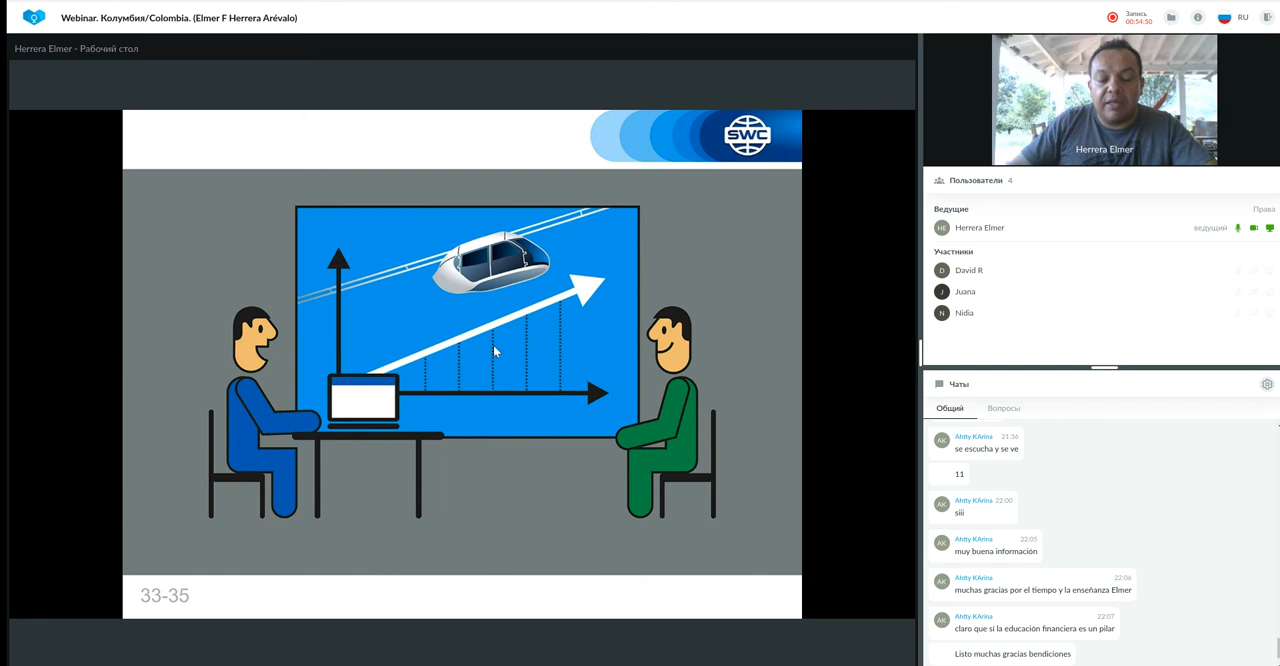 Webinar. Колумбия/Colombia. (Elmer F Herrera Arévalo)
Запись
00:54:50
RU
Herrera Elmer - Рабочий стол
SWC
33-35
Herrera Elmer
Пользователи 4
Ведущие Права
HE Herrera Elmer ведущий
Участники
D David R
J Juana
N Nidia
Чаты
Общий Вопросы
AK Ahtty KArina 21:36
se escucha y se ve
11
AK Ahtty KArina 22:00
siii
AK Ahtty KArina 22:05
muy buena información
AK Ahtty KArina 22:06
muchas gracias por el tiempo y la enseñanza Elmer
AK Ahtty KArina 22:07
claro que sí la educación financiera es un pilar
Listo muchas gracias bendiciones